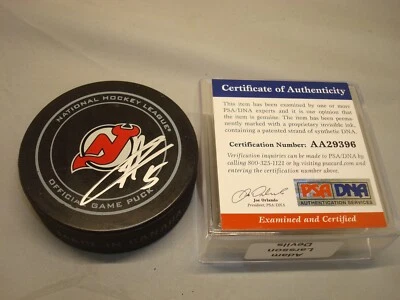 NATIONAL HOCKEY LEAGUE
OFFICIAL GAME PUCK
Certificate of Authenticity
This item has been examined by one or more
PSA/DNA experts and it is our opinion
that the item is genuine. The item has been perma-
nently marked with a proprietary invisible ink,
containing a patented strand of synthetic DNA.
Certification Number: AA29396
Verification inquiries can be made to PSA/DNA by
calling 800-325-1121 or by visiting psacard.com and
entering the certification number above.
Joe Orlando
President, PSA/DNA
PSA DNA
AUTHENTICATION SERVICES
Examined and Certified
Adam
Larsson
Devils